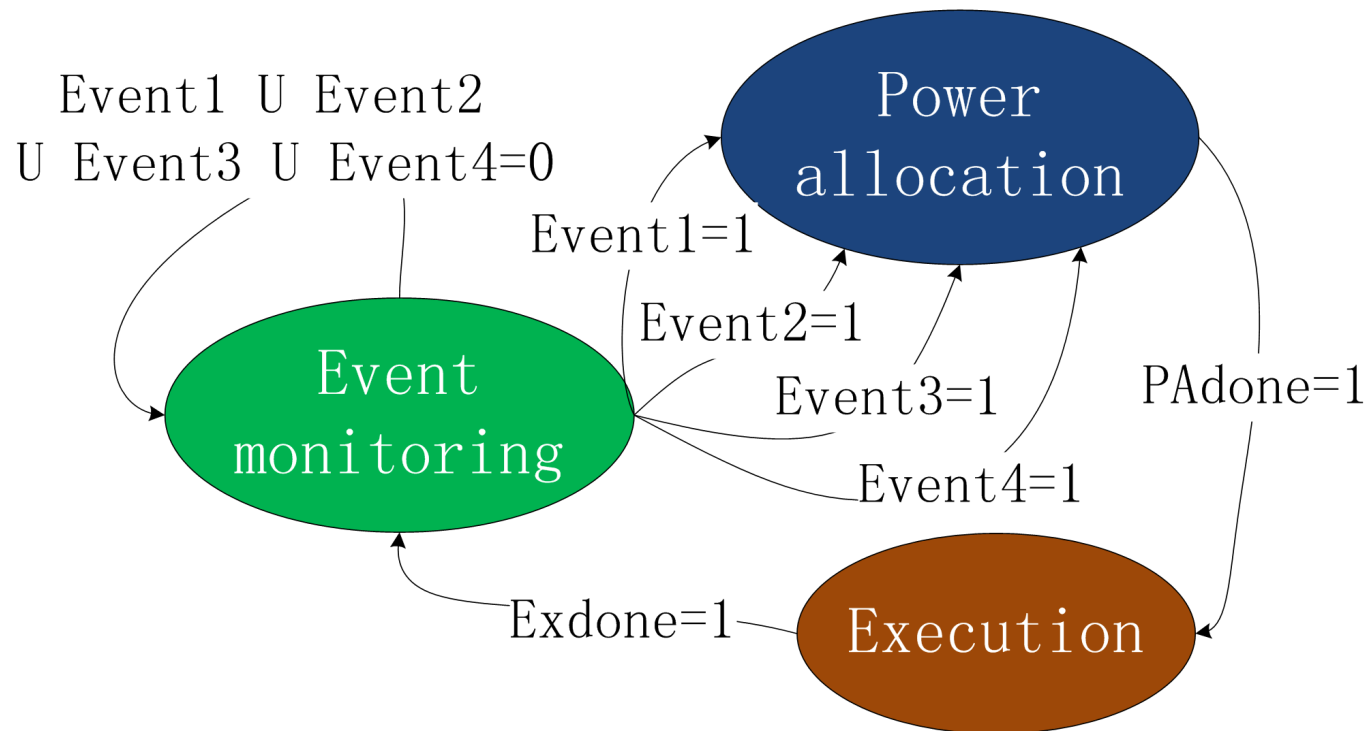 Event1 U Event2
U Event3 U Event4=0
Power
allocation
Event1=1
Event2=1
Event3=1
Event4=1
PAdone=1
Event
monitoring
Exdone=1
Execution